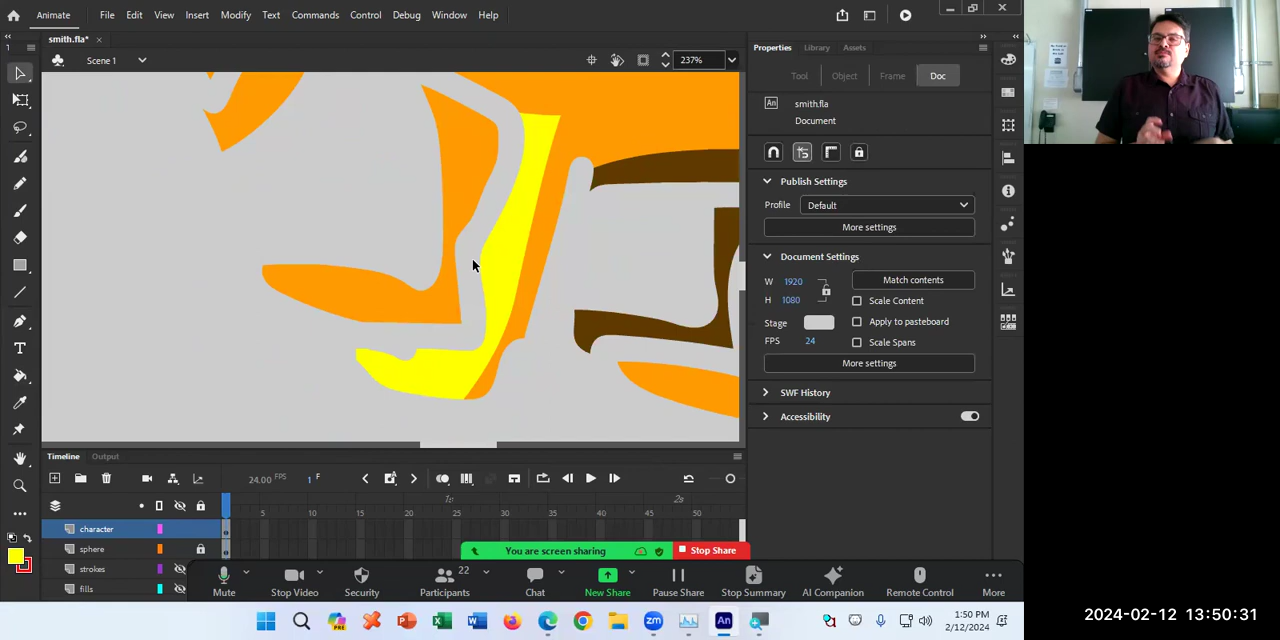 Animate File Edit View Insert Modify Text Commands Control Debug Window Help
smith.fla* ×
1 Scene 1 237% Properties Library Assets
Tool Object Frame Doc
An smith.fla
Document
Publish Settings
Profile Default
More settings
Document Settings
W 1920 Match contents
H 1080 Scale Content
Stage Apply to pasteboard
FPS 24 Scale Spans
More settings
SWF History
Accessibility
Timeline Output
24.00 FPS 1 F
1s 2s
5 10 15 20 25 30 35 40 45 50
character
sphere
strokes
fills
You are screen sharing Stop Share
22
Mute Stop Video Security Participants Chat New Share Pause Share Stop Summary AI Companion Remote Control More
1:50 PM
2/12/2024
2024-02-12 13:50:31